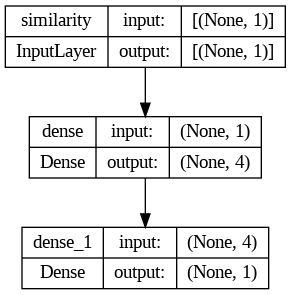 similarity input: [(None, 1)]
InputLayer output: [(None, 1)]
dense input: (None, 1)
Dense output: (None, 4)
dense_1 input: (None, 4)
Dense output: (None, 1)